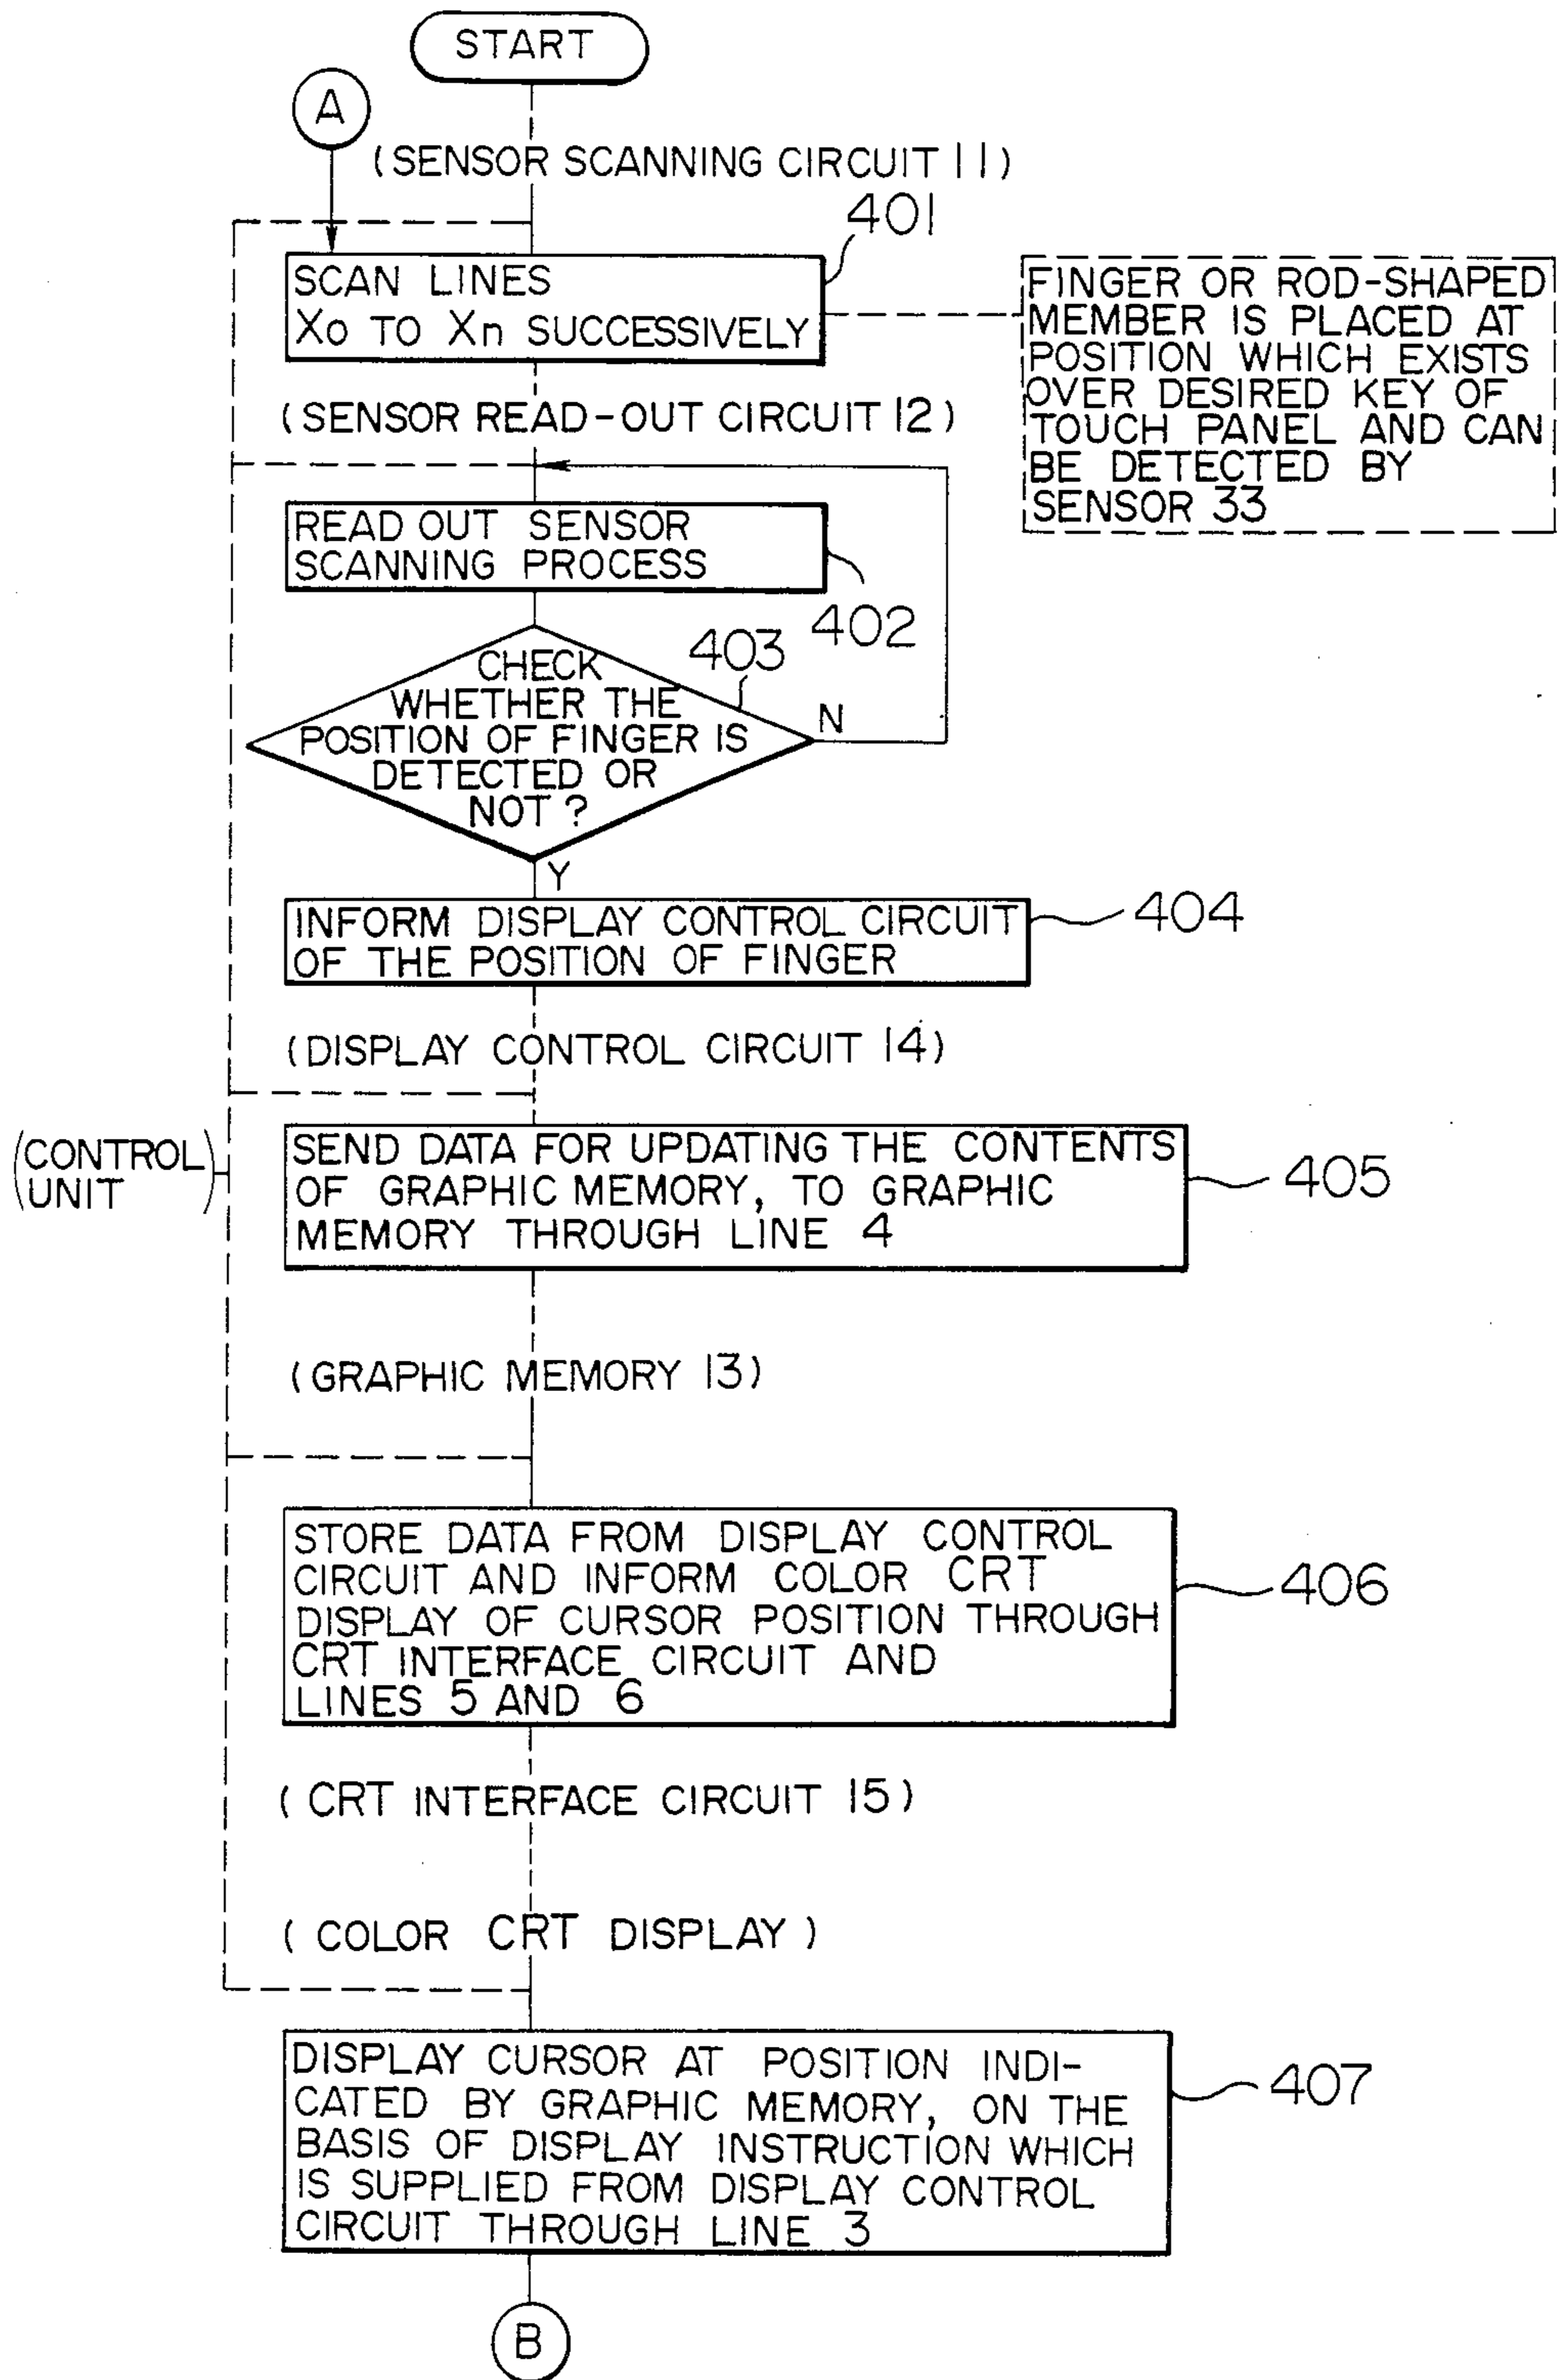 START
A
(SENSOR SCANNING CIRCUIT 11)
401
SCAN LINES
X0 TO Xn SUCCESSIVELY
FINGER OR ROD-SHAPED
MEMBER IS PLACED AT
POSITION WHICH EXISTS
OVER DESIRED KEY OF
TOUCH PANEL AND CAN
BE DETECTED BY
SENSOR 33
(SENSOR READ-OUT CIRCUIT 12)
READ OUT SENSOR
SCANNING PROCESS
402
403
CHECK
WHETHER THE
POSITION OF FINGER IS
DETECTED OR
NOT?
N
Y
INFORM DISPLAY CONTROL CIRCUIT
OF THE POSITION OF FINGER
404
(DISPLAY CONTROL CIRCUIT 14)
(CONTROL
UNIT)
SEND DATA FOR UPDATING THE CONTENTS
OF GRAPHIC MEMORY, TO GRAPHIC
MEMORY THROUGH LINE 4
405
(GRAPHIC MEMORY 13)
STORE DATA FROM DISPLAY CONTROL
CIRCUIT AND INFORM COLOR CRT
DISPLAY OF CURSOR POSITION THROUGH
CRT INTERFACE CIRCUIT AND
LINES 5 AND 6
406
(CRT INTERFACE CIRCUIT 15)
(COLOR CRT DISPLAY)
DISPLAY CURSOR AT POSITION INDI-
CATED BY GRAPHIC MEMORY, ON THE
BASIS OF DISPLAY INSTRUCTION WHICH
IS SUPPLIED FROM DISPLAY CONTROL
CIRCUIT THROUGH LINE 3
407
B